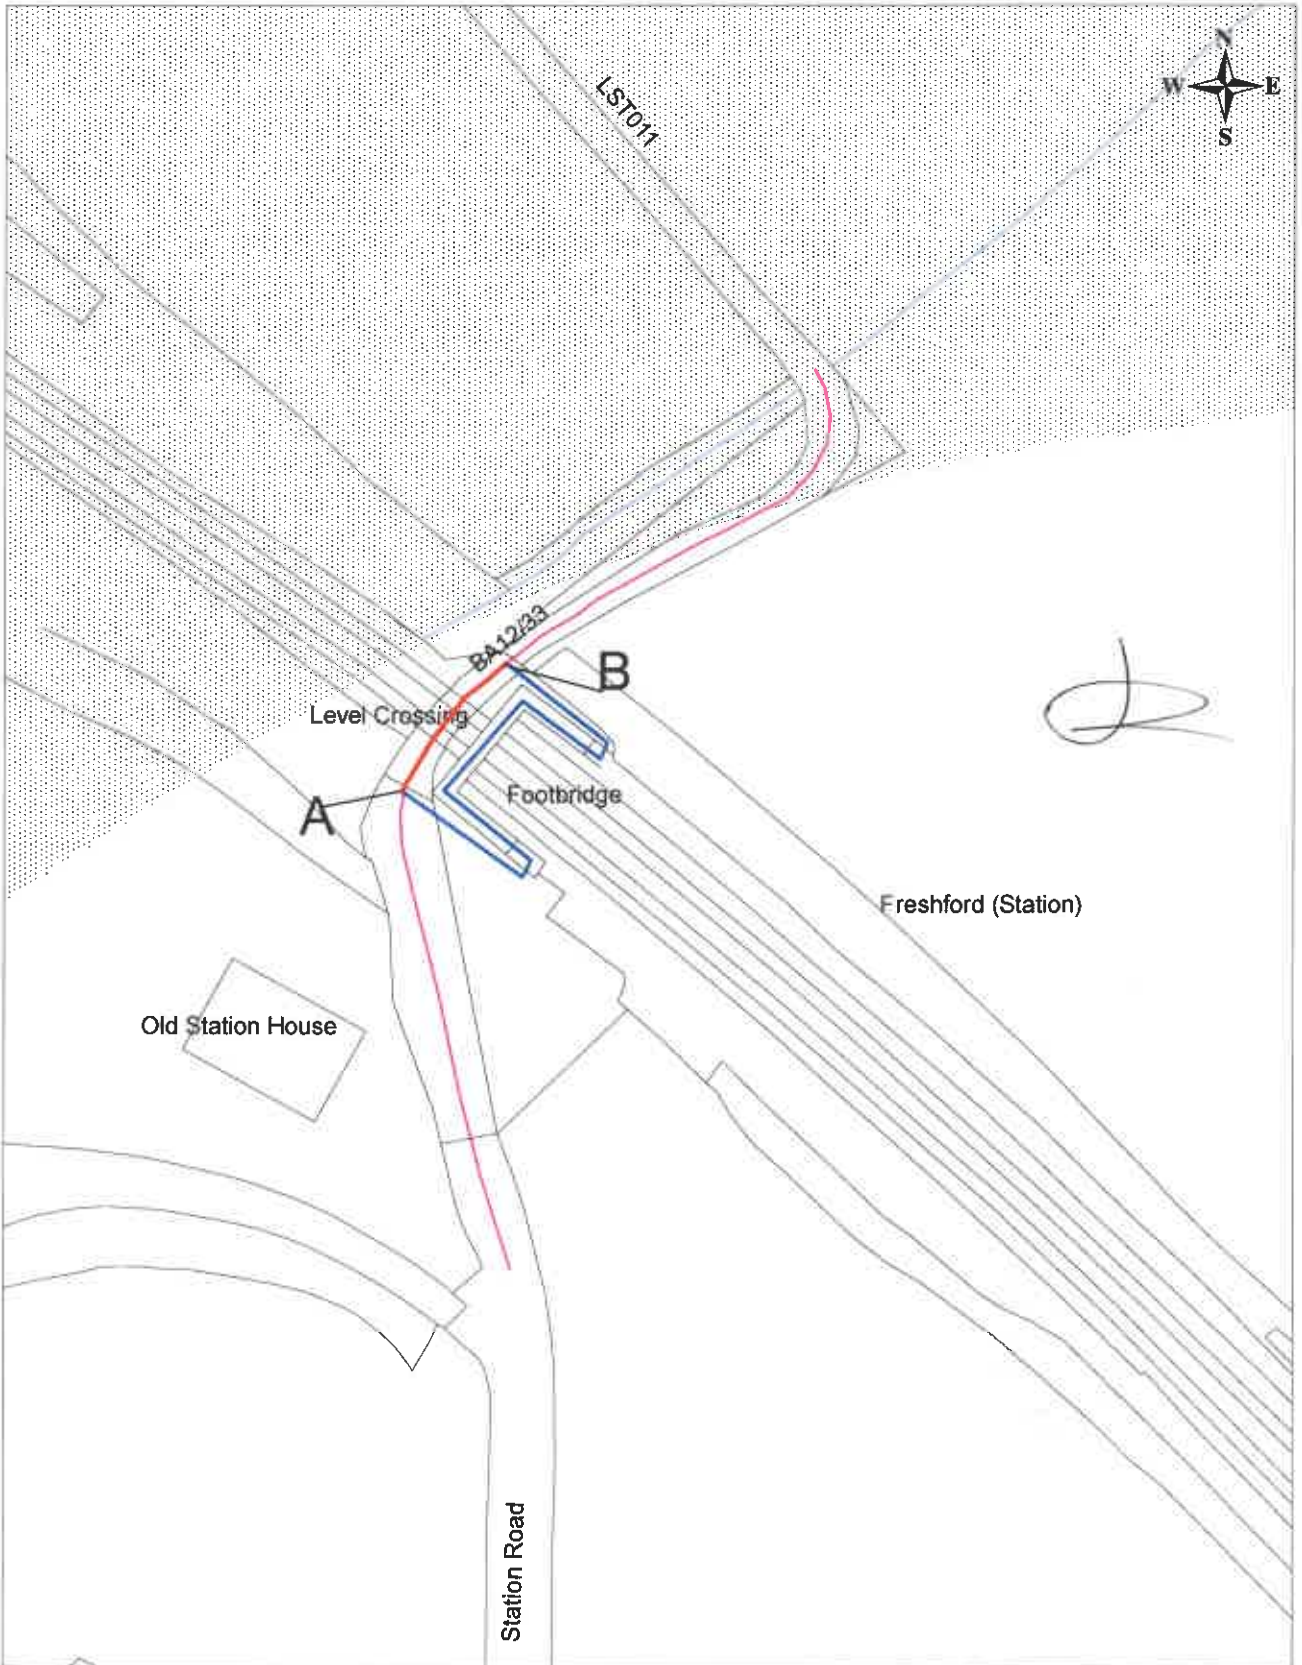 N
W E
S
LST011
BA12/33
B
Level Crossing
Footbridge
A
Freshford (Station)
Old Station House
Station Road